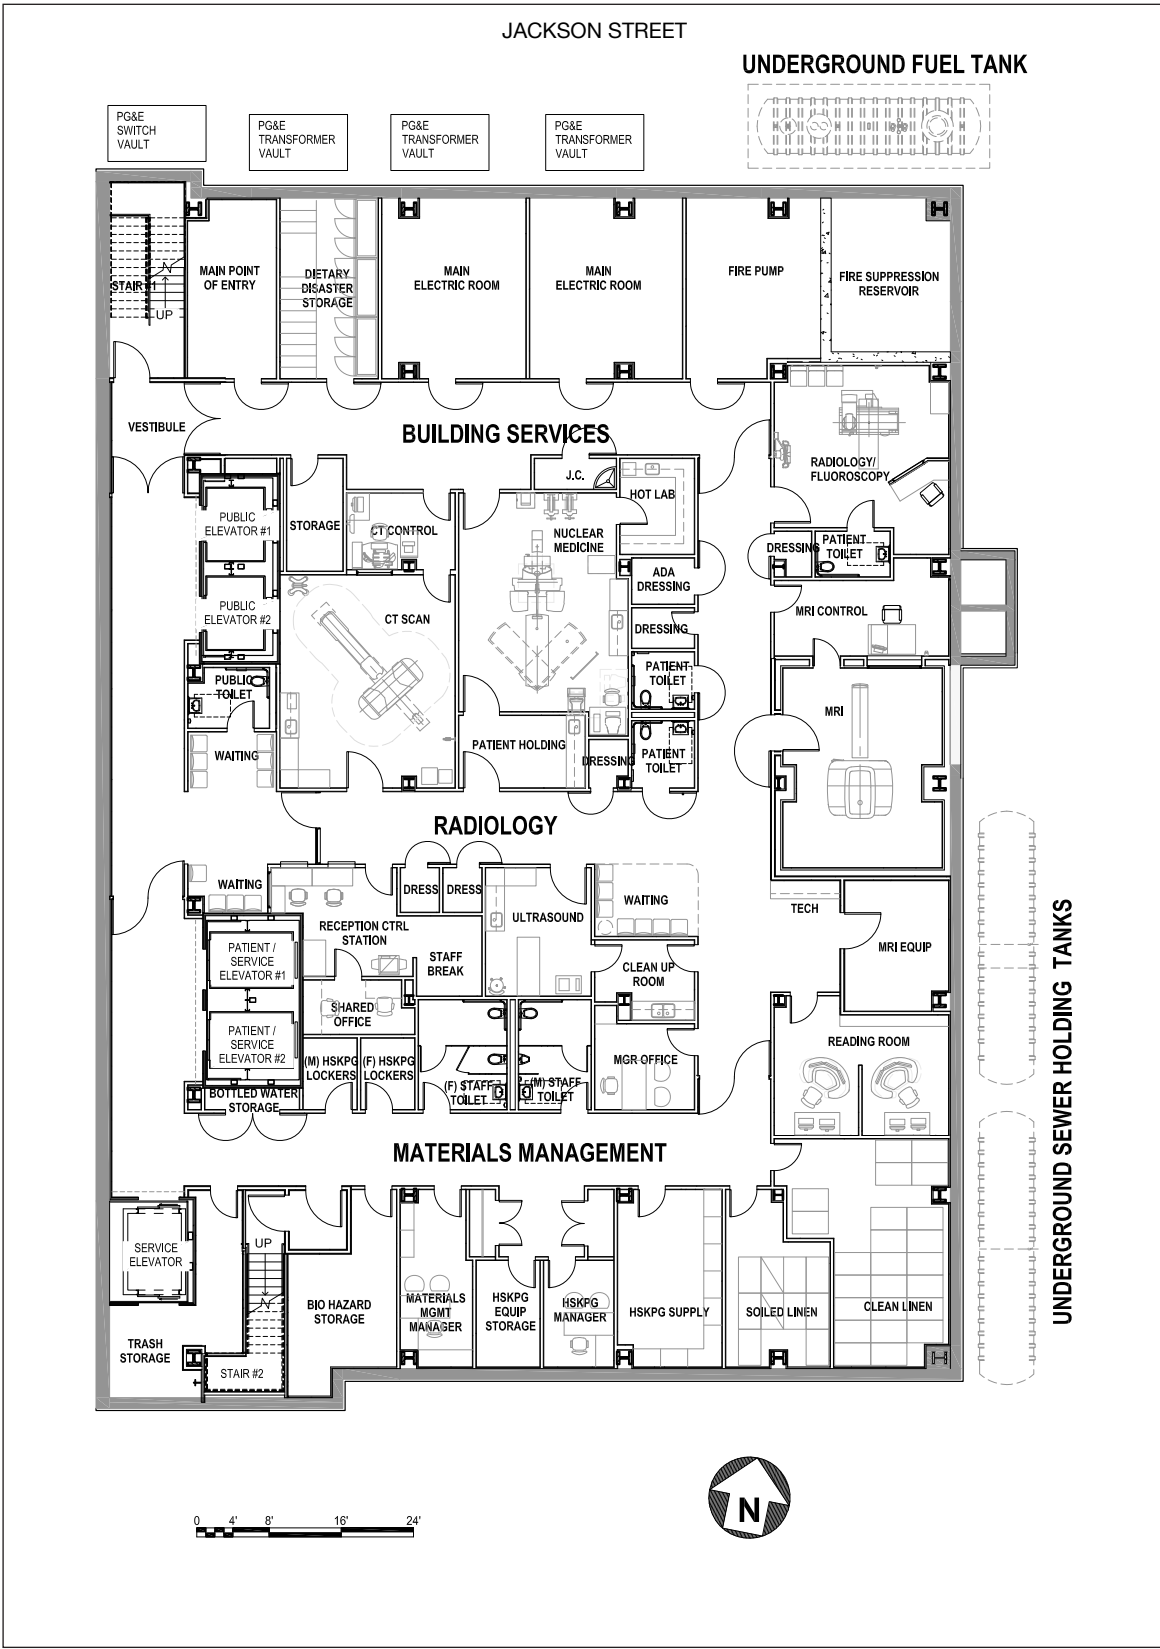 JACKSON STREET
UNDERGROUND FUEL TANK
PG&E
SWITCH
VAULT
PG&E
TRANSFORMER
VAULT
PG&E
TRANSFORMER
VAULT
PG&E
TRANSFORMER
VAULT
STAIR #1
UP
MAIN POINT
OF ENTRY
DIETARY
DISASTER
STORAGE
MAIN
ELECTRIC ROOM
MAIN
ELECTRIC ROOM
FIRE PUMP
FIRE SUPPRESSION
RESERVOIR
VESTIBULE
BUILDING SERVICES
RADIOLOGY/
FLUOROSCOPY
J.C.
HOT LAB
PUBLIC
ELEVATOR #1
STORAGE
CT CONTROL
NUCLEAR
MEDICINE
DRESSING
PATIENT
TOILET
ADA
DRESSING
PUBLIC
ELEVATOR #2
CT SCAN
DRESSING
MRI CONTROL
PUBLIC
TOILET
PATIENT
TOILET
MRI
WAITING
PATIENT HOLDING
DRESSING
PATIENT
TOILET
RADIOLOGY
WAITING
DRESS
DRESS
ULTRASOUND
WAITING
TECH
RECEPTION CTRL
STATION
STAFF
BREAK
MRI EQUIP
PATIENT /
SERVICE
ELEVATOR #1
CLEAN UP
ROOM
SHARED
OFFICE
PATIENT /
SERVICE
ELEVATOR #2
READING ROOM
(M) HSKPG
LOCKERS
(F) HSKPG
LOCKERS
MGR OFFICE
(F) STAFF
TOILET
(M) STAFF
TOILET
BOTTLED WATER
STORAGE
MATERIALS MANAGEMENT
UNDERGROUND SEWER HOLDING TANKS
SERVICE
ELEVATOR
UP
BIO HAZARD
STORAGE
MATERIALS
MGMT
MANAGER
HSKPG
EQUIP
STORAGE
HSKPG
MANAGER
HSKPG SUPPLY
SOILED LINEN
CLEAN LINEN
TRASH
STORAGE
STAIR #2
N
0 4' 8' 16' 24'